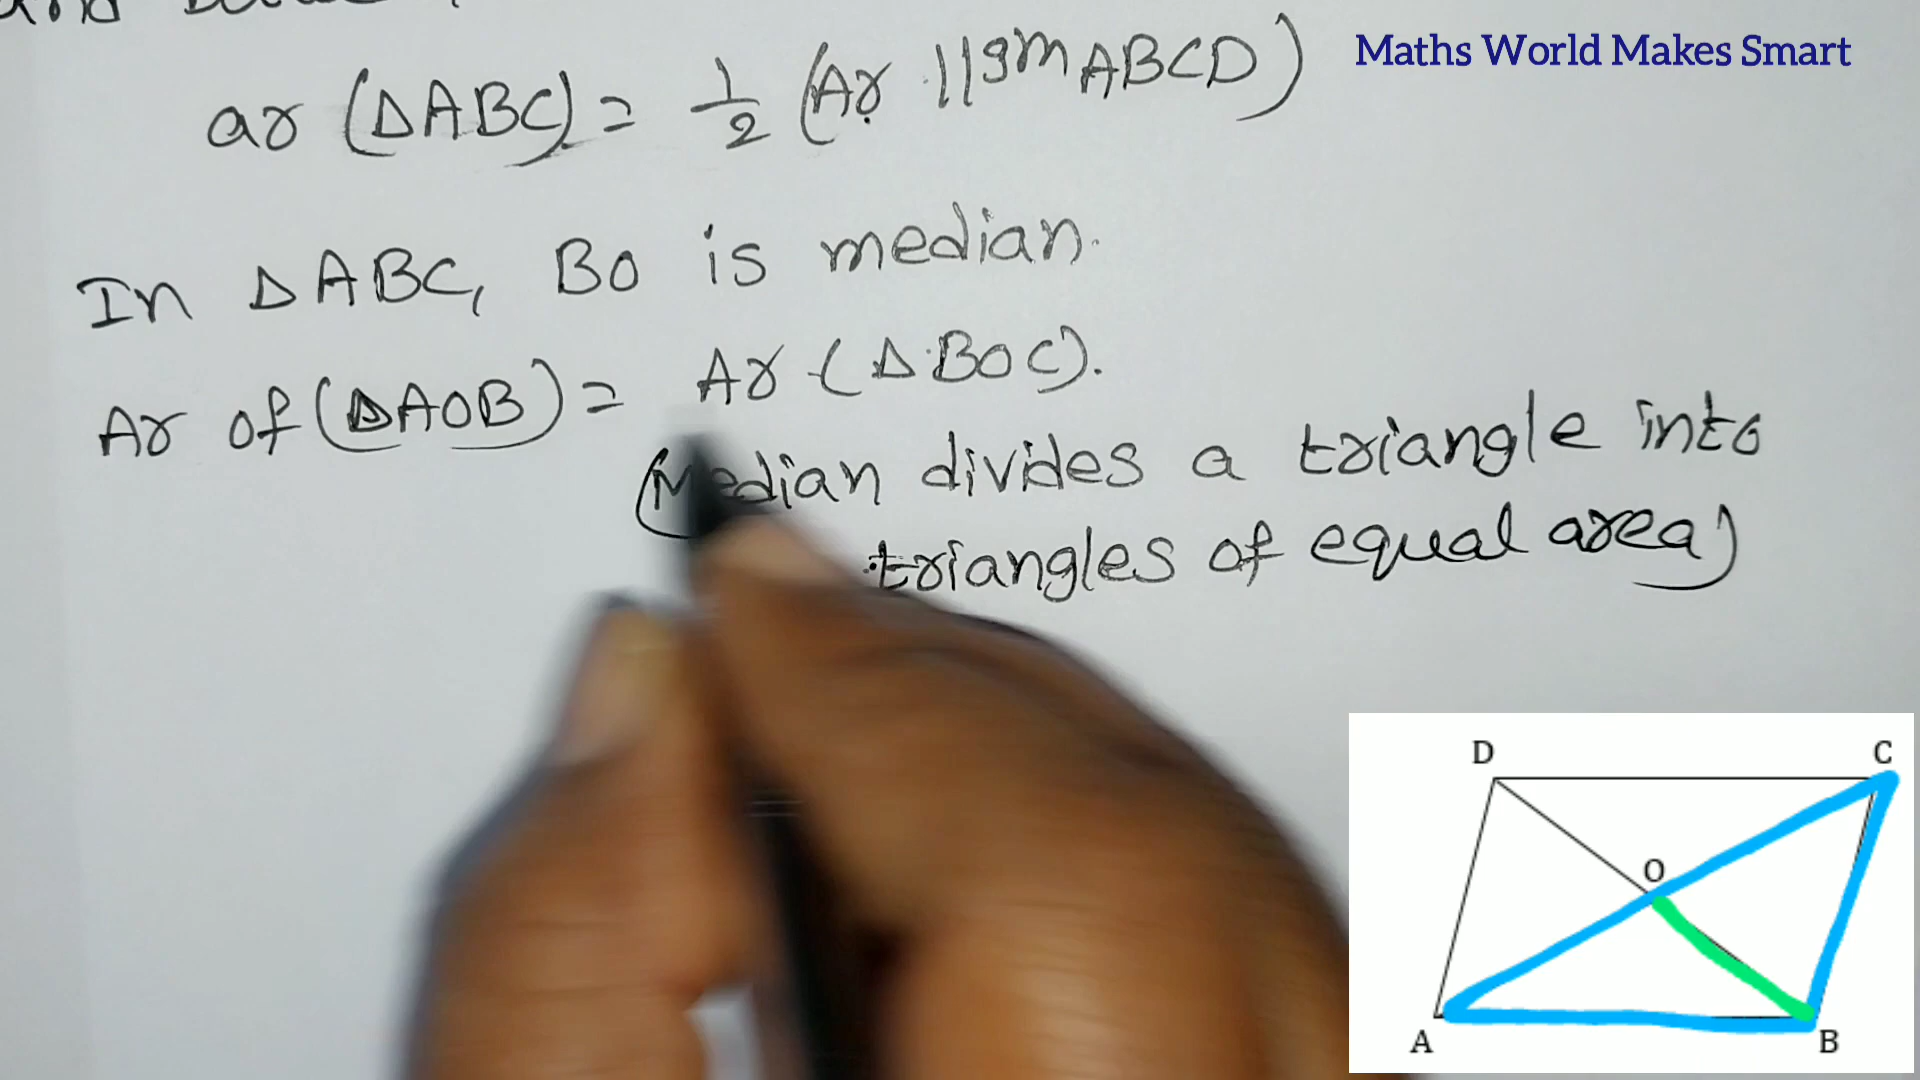 Maths World Makes Smart
ar (ΔABC) = 1/2 (Ar ||gm ABCD)
In ΔABC, BO is median.
Ar of (ΔAOB) = Ar (ΔBOC).
(Median divides a triangle into
triangles of equal area)
D C
O
A B